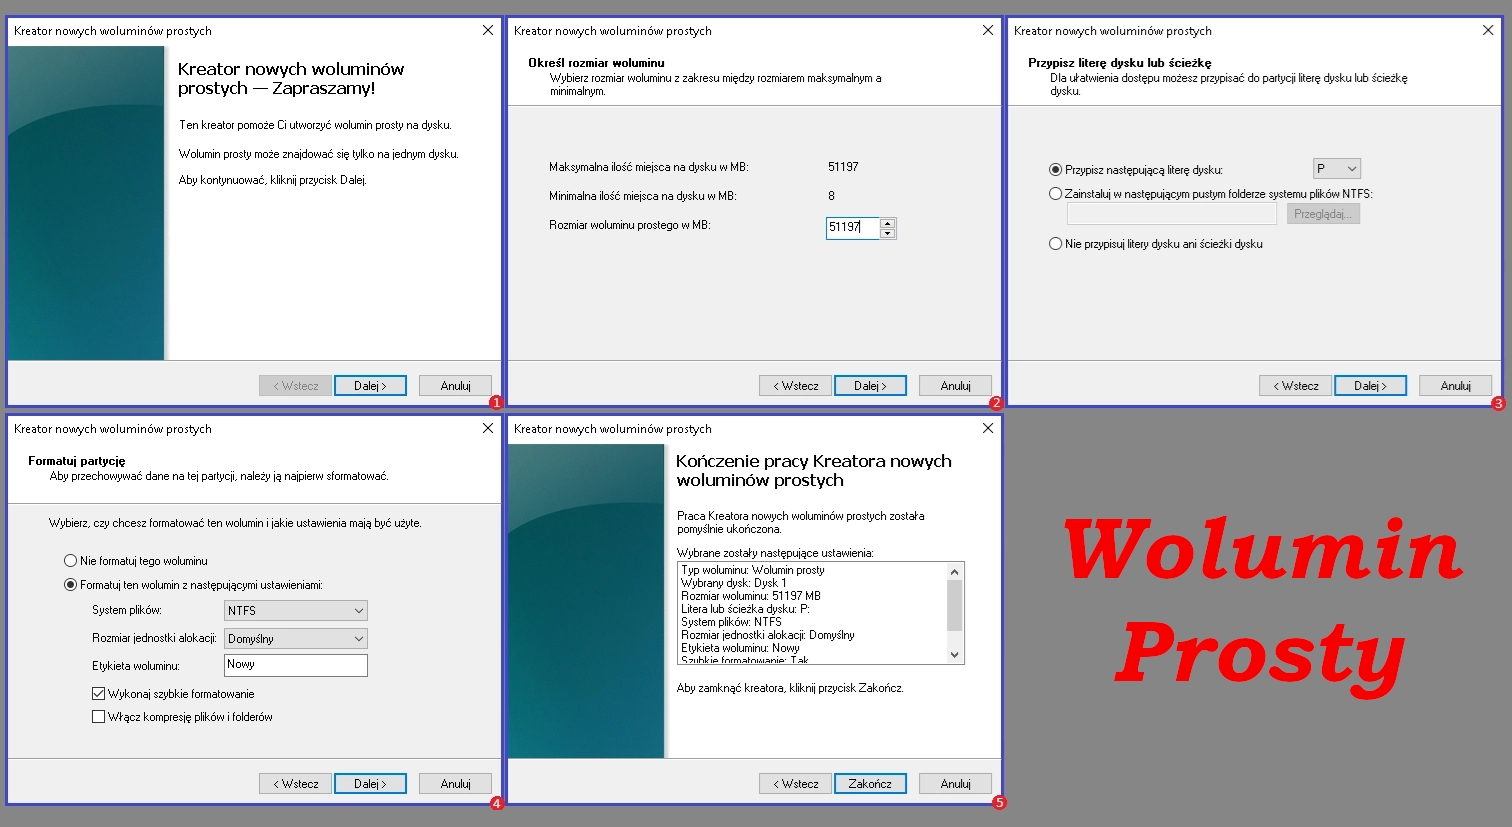 Kreator nowych woluminów prostych
Kreator nowych woluminów
prostych — Zapraszamy!
Ten kreator pomoże Ci utworzyć wolumin prosty na dysku.
Wolumin prosty może znajdować się tylko na jednym dysku.
Aby kontynuować, kliknij przycisk Dalej.
< Wstecz
Dalej >
Anuluj
1
Kreator nowych woluminów prostych
Określ rozmiar woluminu
Wybierz rozmiar woluminu z zakresu między rozmiarem maksymalnym a
minimalnym.
Maksymalna ilość miejsca na dysku w MB: 51197
Minimalna ilość miejsca na dysku w MB: 8
Rozmiar woluminu prostego w MB: 51197
< Wstecz
Dalej >
Anuluj
2
Kreator nowych woluminów prostych
Przypisz literę dysku lub ścieżkę
Dla ułatwienia dostępu możesz przypisać do partycji literę dysku lub ścieżkę
dysku.
Przypisz następującą literę dysku: P
Zainstaluj w następującym pustym folderze systemu plików NTFS:
Przeglądaj...
Nie przypisuj litery dysku ani ścieżki dysku
< Wstecz
Dalej >
Anuluj
3
Kreator nowych woluminów prostych
Formatuj partycję
Aby przechowywać dane na tej partycji, należy ją najpierw sformatować.
Wybierz, czy chcesz formatować ten wolumin i jakie ustawienia mają być użyte.
Nie formatuj tego woluminu
Formatuj ten wolumin z następującymi ustawieniami:
System plików: NTFS
Rozmiar jednostki alokacji: Domyślny
Etykieta woluminu: Nowy
Wykonaj szybkie formatowanie
Włącz kompresję plików i folderów
< Wstecz
Dalej >
Anuluj
4
Kreator nowych woluminów prostych
Kończenie pracy Kreatora nowych
woluminów prostych
Praca Kreatora nowych woluminów prostych została
pomyślnie ukończona.
Wybrane zostały następujące ustawienia:
Typ woluminu: Wolumin prosty
Wybrany dysk: Dysk 1
Rozmiar woluminu: 51197 MB
Litera lub ścieżka dysku: P:
System plików: NTFS
Rozmiar jednostki alokacji: Domyślny
Etykieta woluminu: Nowy
Szybkie formatowanie: Tak
Aby zamknąć kreatora, kliknij przycisk Zakończ.
< Wstecz
Zakończ
Anuluj
5
Wolumin
Prosty